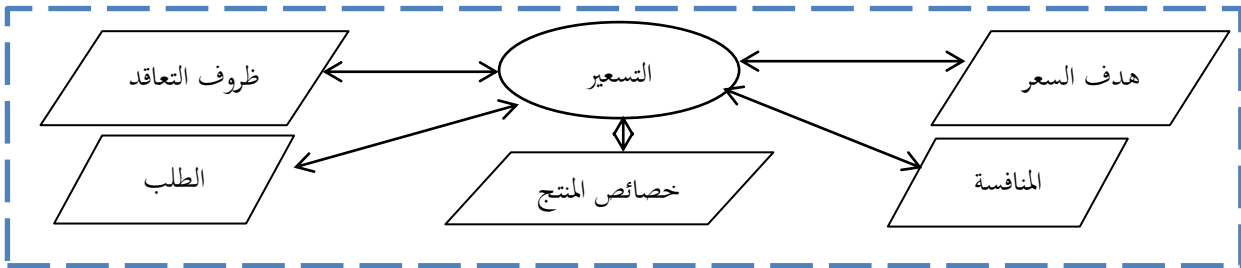 هدف السعر
التسعير
ظروف التعاقد
المنافسة
خصائص المنتج
الطلب